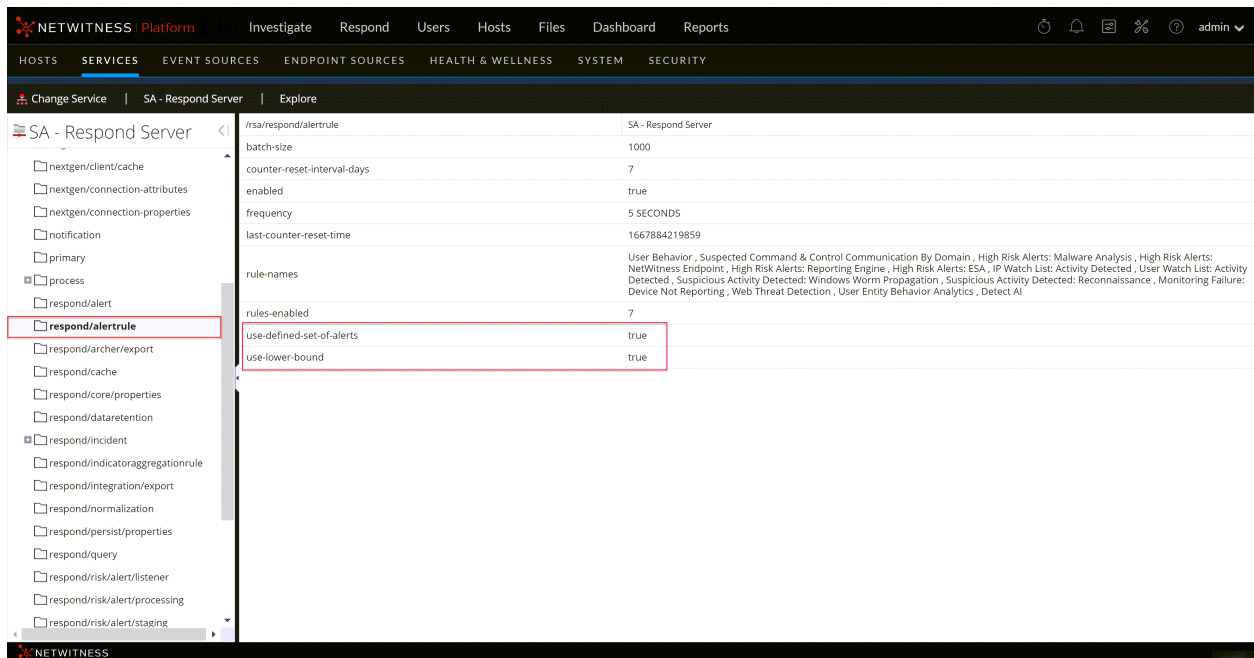 NETWITNESS | Platform Investigate Respond Users Hosts Files Dashboard Reports admin
HOSTS SERVICES EVENT SOURCES ENDPOINT SOURCES HEALTH & WELLNESS SYSTEM SECURITY
Change Service | SA - Respond Server | Explore
SA - Respond Server
nextgen/client/cache
nextgen/connection-attributes
nextgen/connection-properties
notification
primary
process
respond/alert
respond/alertrule
respond/archer/export
respond/cache
respond/core/properties
respond/dataretention
respond/incident
respond/indicatoraggregationrule
respond/integration/export
respond/normalization
respond/persist/properties
respond/query
respond/risk/alert/listener
respond/risk/alert/processing
respond/risk/alert/staging
/rsa/respond/alertrule SA - Respond Server
batch-size 1000
counter-reset-interval-days 7
enabled true
frequency 5 SECONDS
last-counter-reset-time 1667884219859
rule-names
User Behavior , Suspected Command & Control Communication By Domain , High Risk Alerts: Malware Analysis , High Risk Alerts:
NetWitness Endpoint , High Risk Alerts: Reporting Engine , High Risk Alerts: ESA , IP Watch List: Activity Detected , User Watch List: Activity
Detected , Suspicious Activity Detected: Windows Worm Propagation , Suspicious Activity Detected: Reconnaissance , Monitoring Failure:
Device Not Reporting , Web Threat Detection , User Entity Behavior Analytics , Detect AI
rules-enabled 7
use-defined-set-of-alerts true
use-lower-bound true
NETWITNESS